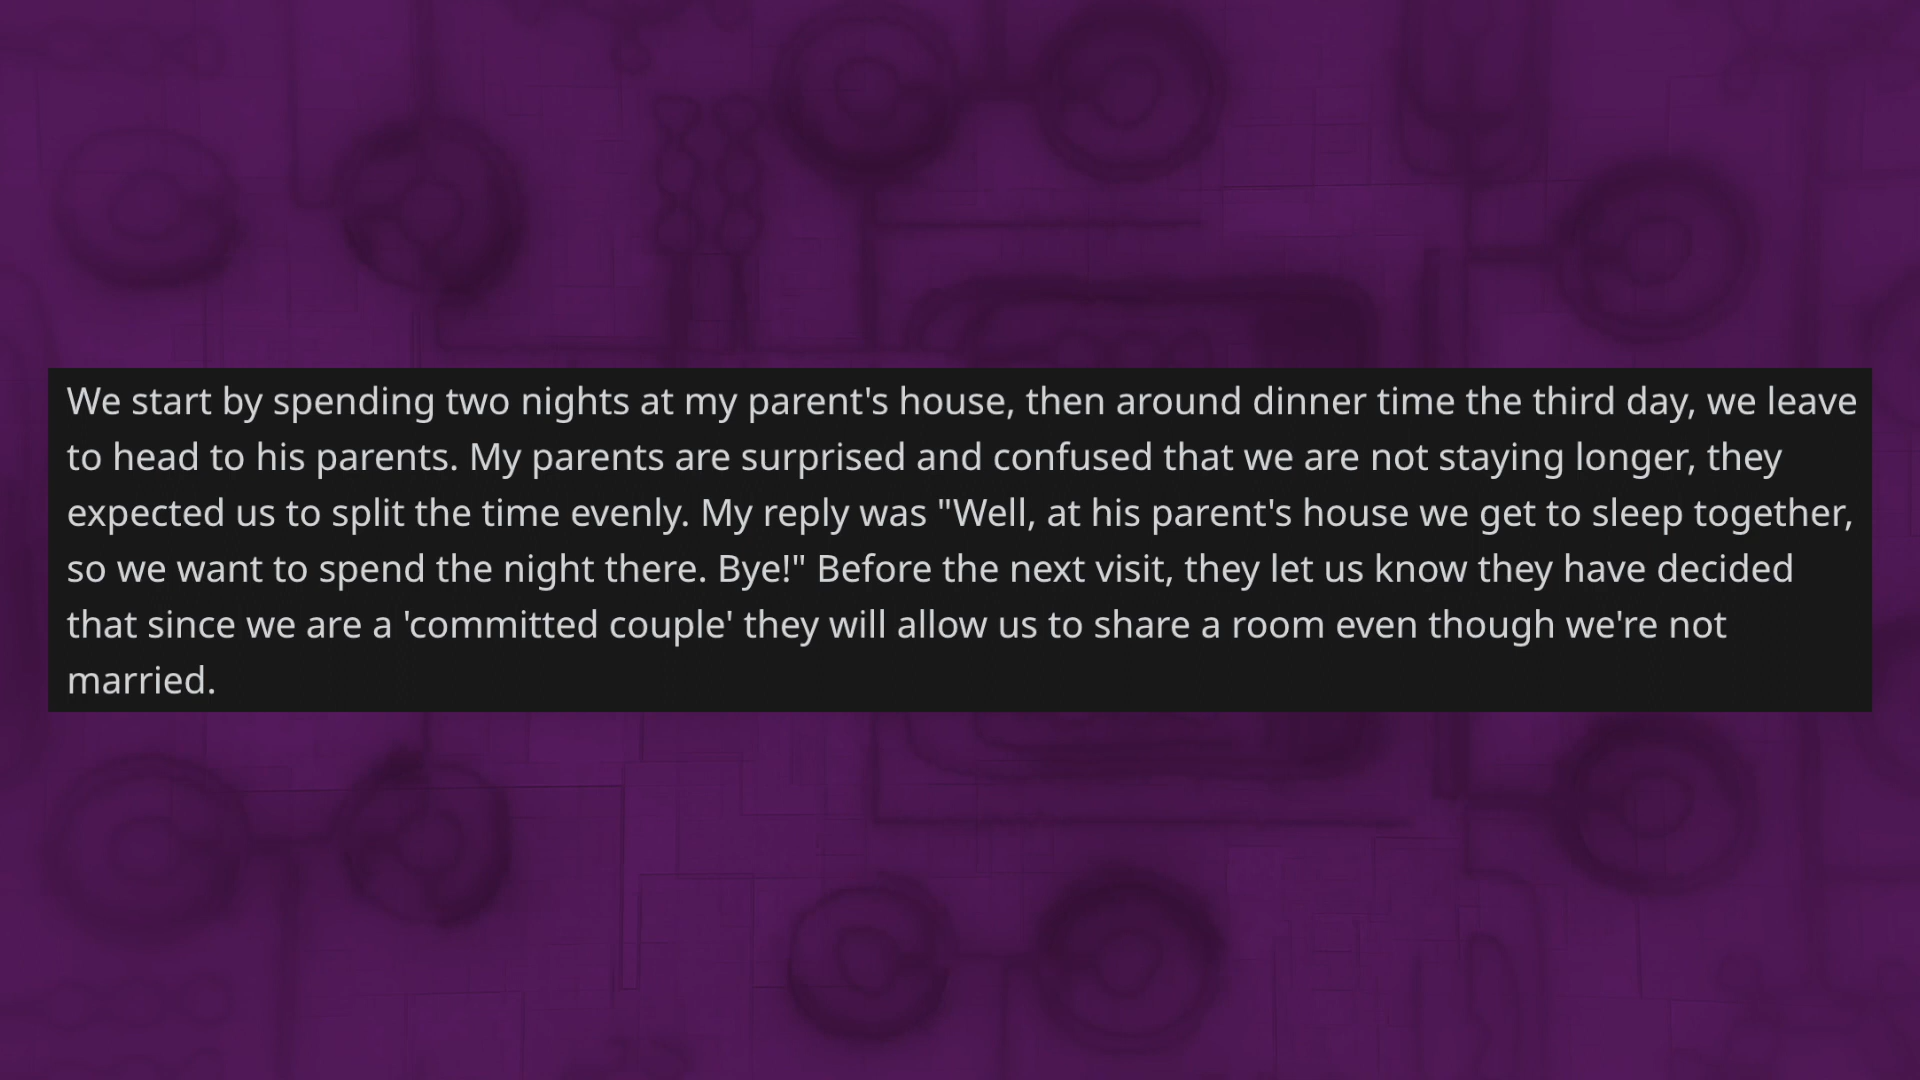 We start by spending two nights at my parent's house, then around dinner time the third day, we leave
to head to his parents. My parents are surprised and confused that we are not staying longer, they
expected us to split the time evenly. My reply was "Well, at his parent's house we get to sleep together,
so we want to spend the night there. Bye!" Before the next visit, they let us know they have decided
that since we are a 'committed couple' they will allow us to share a room even though we're not
married.